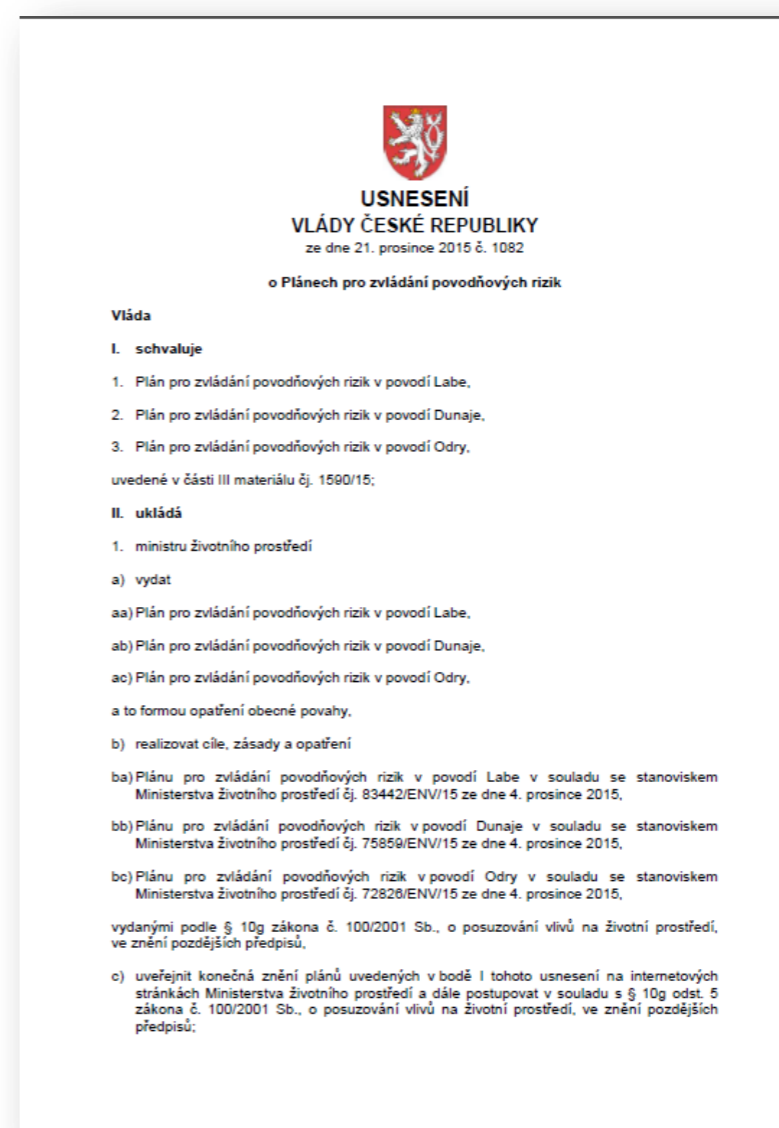 USNESENÍ
VLÁDY ČESKÉ REPUBLIKY
ze dne 21. prosince 2015 č. 1082
o Plánech pro zvládání povodňových rizik
Vláda
I. schvaluje
1. Plán pro zvládání povodňových rizik v povodí Labe,
2. Plán pro zvládání povodňových rizik v povodí Dunaje,
3. Plán pro zvládání povodňových rizik v povodí Odry,
uvedené v části III materiálu čj. 1590/15;
II. ukládá
1. ministru životního prostředí
a) vydat
aa) Plán pro zvládání povodňových rizik v povodí Labe,
ab) Plán pro zvládání povodňových rizik v povodí Dunaje,
ac) Plán pro zvládání povodňových rizik v povodí Odry,
a to formou opatření obecné povahy,
b) realizovat cíle, zásady a opatření
ba) Plánu pro zvládání povodňových rizik v povodí Labe v souladu se stanoviskem
Ministerstva životního prostředí čj. 83442/ENV/15 ze dne 4. prosince 2015,
bb) Plánu pro zvládání povodňových rizik v povodí Dunaje v souladu se stanoviskem
Ministerstva životního prostředí čj. 75859/ENV/15 ze dne 4. prosince 2015,
bc) Plánu pro zvládání povodňových rizik v povodí Odry v souladu se stanoviskem
Ministerstva životního prostředí čj. 72826/ENV/15 ze dne 4. prosince 2015,
vydanými podle § 10g zákona č. 100/2001 Sb., o posuzování vlivů na životní prostředí,
ve znění pozdějších předpisů,
c) uveřejnit konečná znění plánů uvedených v bodě I tohoto usnesení na internetových
stránkách Ministerstva životního prostředí a dále postupovat v souladu s § 10g odst. 5
zákona č. 100/2001 Sb., o posuzování vlivů na životní prostředí, ve znění pozdějších
předpisů;